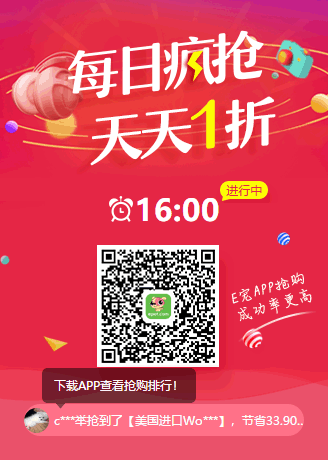 每日疯抢
天天1折
进行中
16:00
epet.com
E宠APP抢购
成功率更高
下载APP查看抢购排行！
c***举抢到了【美国进口Wo***】，节省33.90..